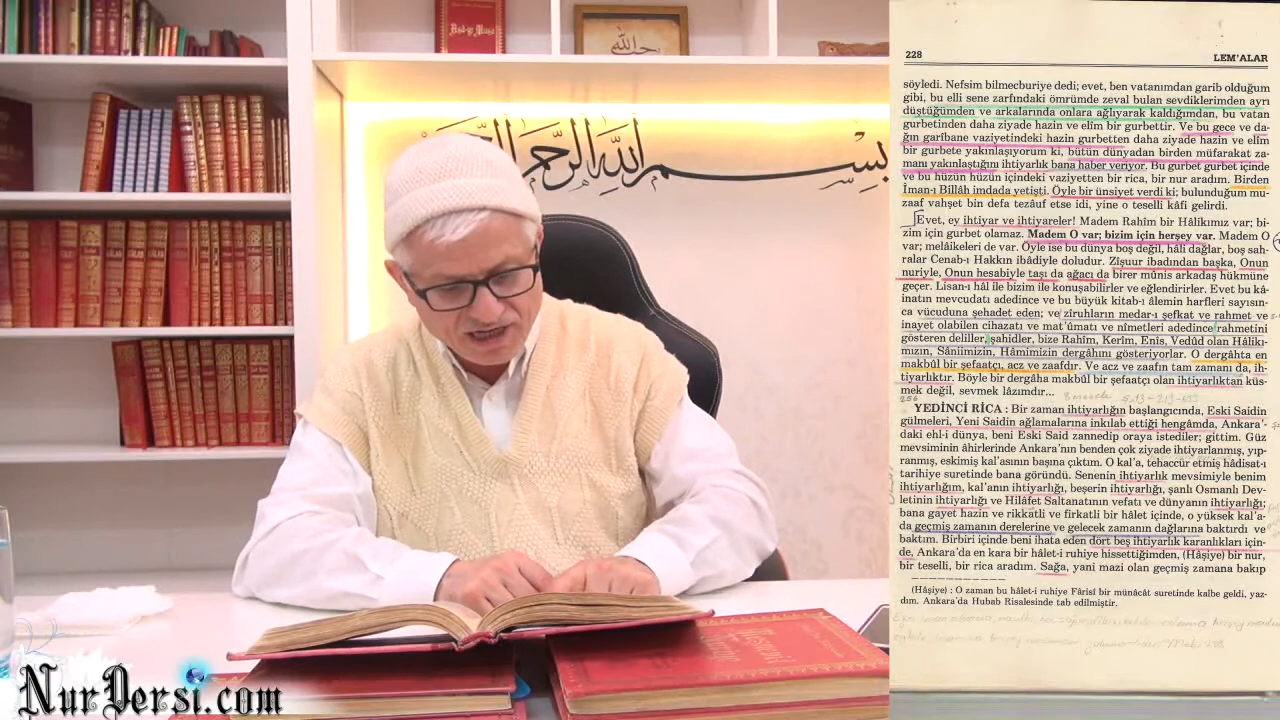 حسبنا الله
بسم الله الرحمن الرحيم
NurDersi.com
228
LEM'ALAR
söyledi. Nefsim bilmecburiye dedi; evet, ben vatanımdan garib olduğum
gibi, bu elli sene zarfındaki ömrümde zeval bulan sevdiklerimden ayrı
düştüğümden ve arkalarında onlara ağlıyarak kaldığımdan, bu vatan
gurbetinden daha ziyade hazin ve elîm bir gurbettir. Ve bu gece ve da-
ğın garîbane vaziyetindeki hazin gurbetten daha ziyade hazin ve elîm
bir gurbete yakınlaşıyorum ki, bütün dünyadan birden müfarakat za-
manı yakınlaştığını ihtiyarlık bana haber veriyor. Bu gurbet gurbet içinde
ve bu hüzün hüzün içindeki vaziyetten bir rica, bir nur aradım. Birden
İman-ı Billâh imdada yetişti. Öyle bir ünsiyet verdi ki; bulunduğum mu-
zaaf vahşet bin defa tezâuf etse idi, yine o teselli kâfi gelirdi.
Evet, ey ihtiyar ve ihtiyareler! Madem Rahîm bir Hâlikımız var; bi-
zim için gurbet olamaz. Madem O var; bizim için herşey var. Madem O
var; melâikeleri de var. Öyle ise bu dünya boş değil, hâli dağlar, boş sah-
ralar Cenab-ı Hakkın ibâdiyle doludur. Zîşuur ibadından başka, Onun
nuriyle, Onun hesabiyle taşı da ağacı da birer mûnis arkadaş hükmüne
geçer. Lisan-ı hâl ile bizim ile konuşabilirler ve eğlendirirler. Evet bu kâ-
inatın mevcudatı adedince ve bu büyük kitab-ı âlemin harfleri sayısın-
ca vücuduna şehadet eden; ve zîruhların medar-ı şefkat ve rahmet ve
inayet olabilen cihazatı ve mat'ûmatı ve nîmetleri adedince rahmetini
gösteren deliller, şahidler, bize Rahîm, Kerîm, Enîs, Vedûd olan Hâlikı-
mızın, Sâniimizin, Hâmîmizin dergâhını gösteriyorlar. O dergâhta en
makbûl bir şefaatçı, acz ve zaafdır. Ve acz ve zaafın tam zamanı da, ih-
tiyarlıktır. Böyle bir dergâha makbul bir şefaatçi olan ihtiyarlıktan küs-
mek değil, sevmek lâzımdır...
YEDİNCİ RİCA : Bir zaman ihtiyarlığın başlangıcında, Eski Saidin
gülmeleri, Yeni Saidin ağlamalarına inkılab ettiği hengâmda, Ankara'-
daki ehl-i dünya, beni Eski Said zannedip oraya istediler; gittim. Güz
mevsiminin âhirlerinde Ankara'nın benden çok ziyade ihtiyarlanmış, yıp-
ranmış, eskimiş kal'asının başına çıktım. O kal'a, tehaccür etmiş hâdisat-ı
tarihiye suretinde bana göründü. Senenin ihtiyarlık mevsimiyle benim
ihtiyarlığım, kal'anın ihtiyarlığı, beşerin ihtiyarlığı, şanlı Osmanlı Dev-
letinin ihtiyarlığı ve Hilâfet Saltanatının vefatı ve dünyanın ihtiyarlığı;
bana gayet hazin ve rikkatli ve firkatli bir hâlet içinde, o yüksek kal'a-
da geçmiş zamanın derelerine ve gelecek zamanın dağlarına baktırdı ve
baktım. Birbiri içinde beni ihata eden dört beş ihtiyarlık karanlıkları için-
de, Ankara'da en kara bir hâlet-i ruhiye hissettiğimden, (Hâşiye) bir nur,
bir teselli, bir rica aradım. Sağa, yani mazi olan geçmiş zamana bakıp
(Hâşiye) : O zaman bu hâlet-i ruhiye Fârisî bir münâcât suretinde kalbe geldi, yaz-
dım. Ankara'da Hubab Risalesinde tab edilmiştir.